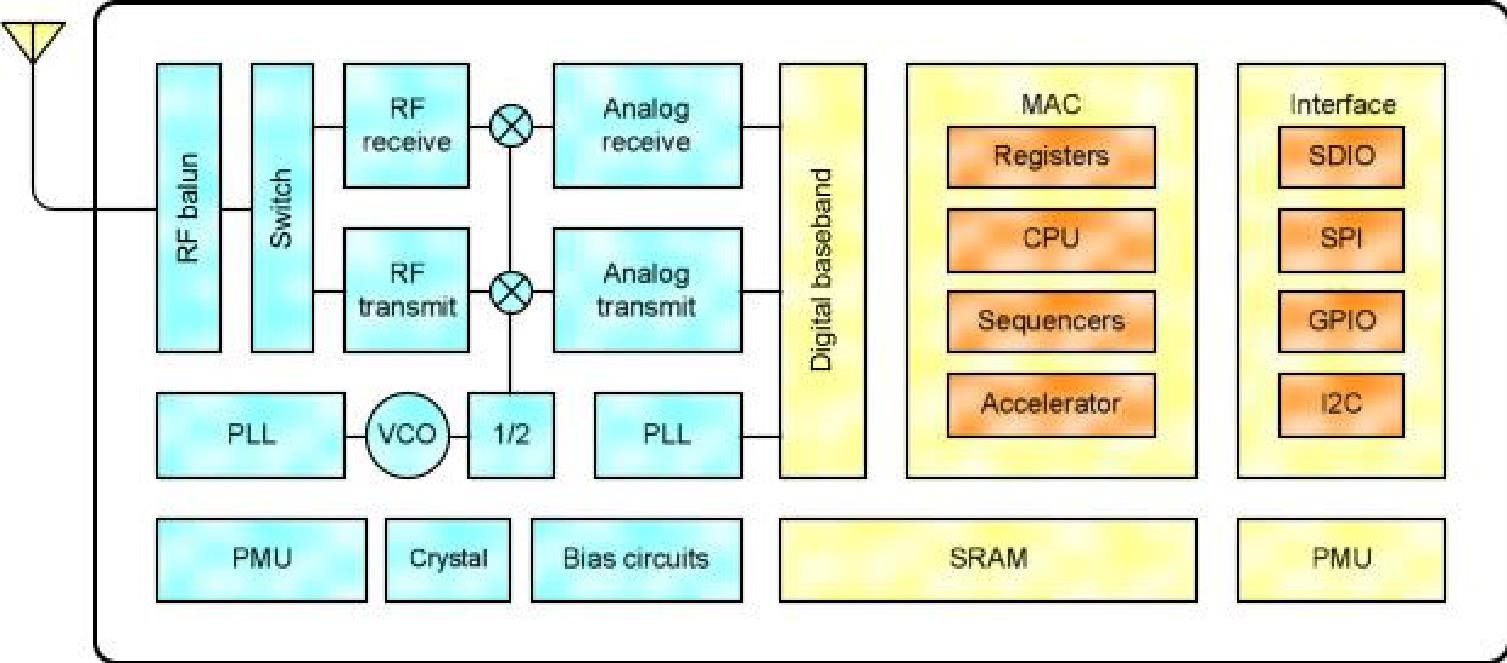 RF balun
Switch
RF
receive
Analog
receive
RF
transmit
Analog
transmit
Digital baseband
MAC
Registers
CPU
Sequencers
Accelerator
Interface
SDIO
SPI
GPIO
I2C
PLL
VCO
1/2
PLL
PMU
Crystal
Bias circuits
SRAM
PMU